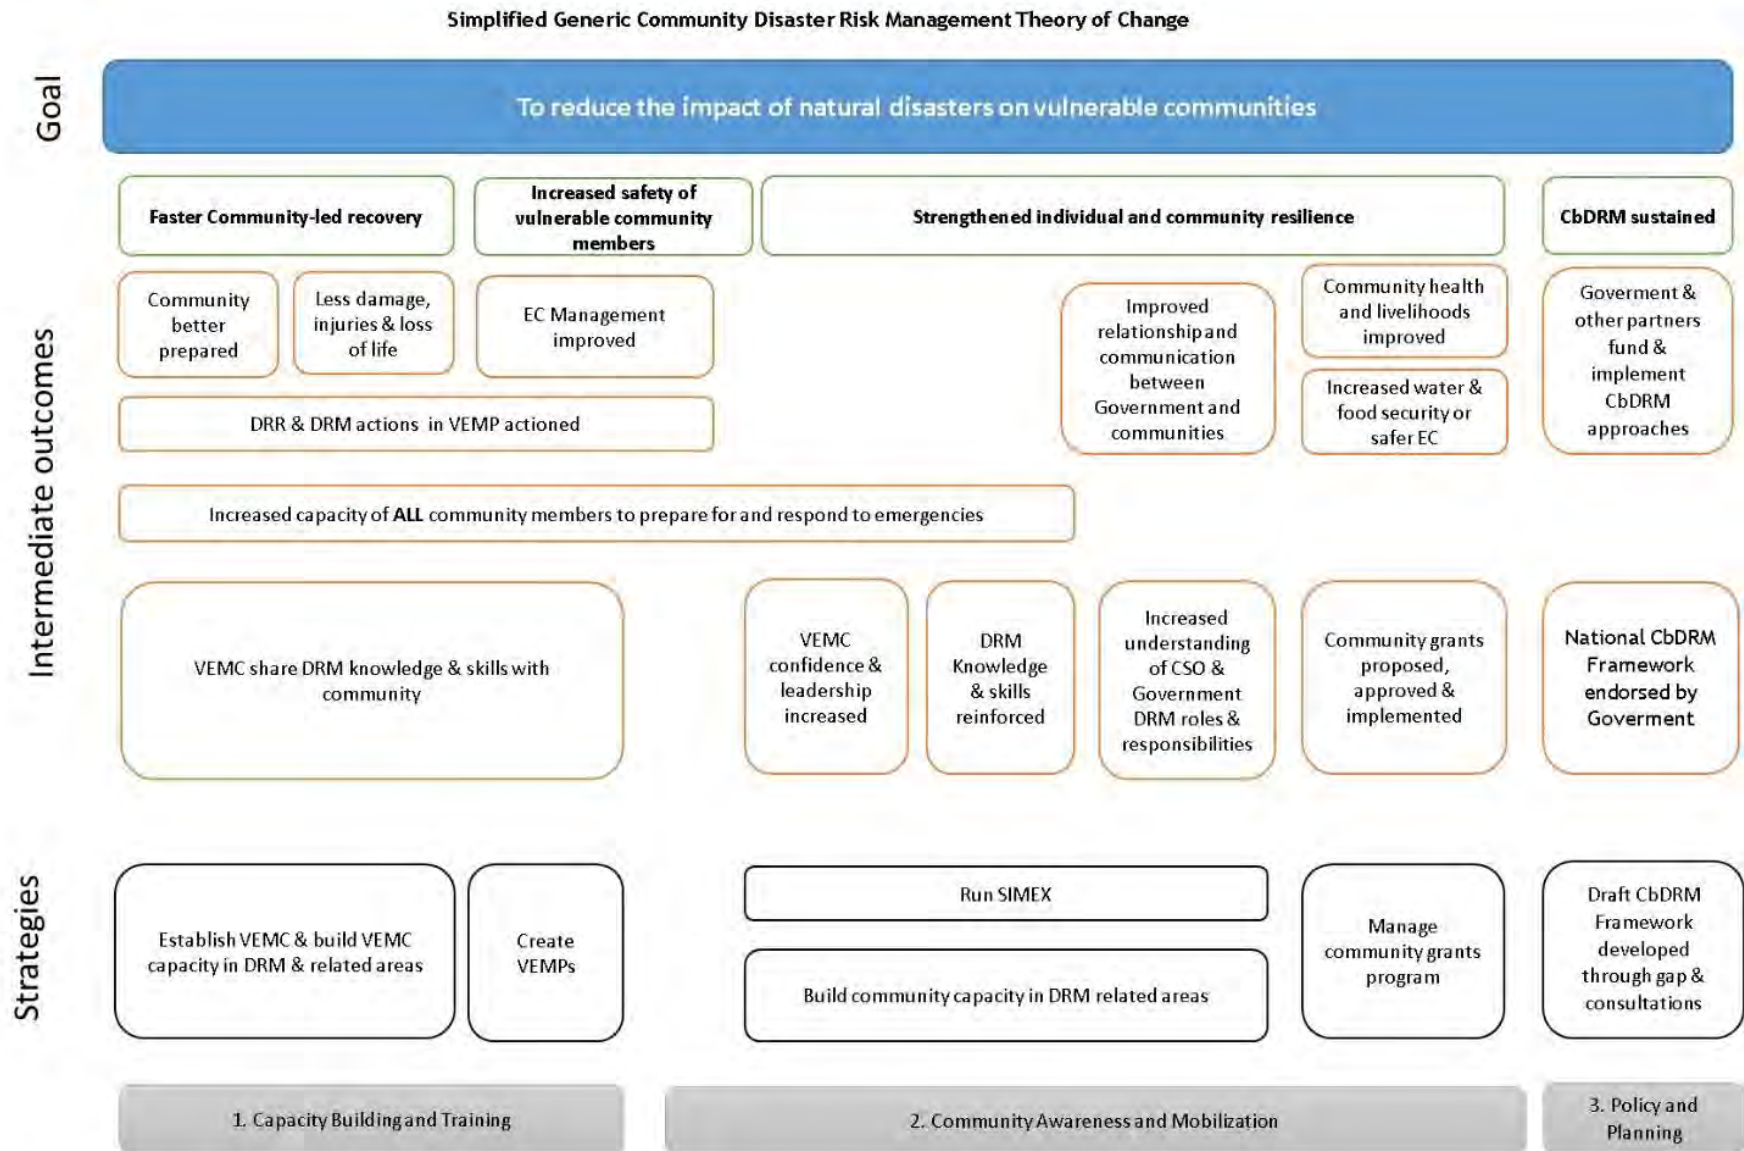 Simplified Generic Community Disaster Risk Management Theory of Change
Goal
To reduce the impact of natural disasters on vulnerable communities
Faster Community-led recovery
Increased safety of
vulnerable community
members
Strengthened individual and community resilience
CbDRM sustained
Intermediate outcomes
Community
better
prepared
Less damage,
injuries & loss
of life
EC Management
improved
Improved
relationship and
communication
between
Government and
communities
Community health
and livelihoods
improved
Increased water &
food security or
safer EC
Goverment &
other partners
fund &
implement
CbDRM
approaches
DRR & DRM actions in VEMP actioned
Increased capacity of ALL community members to prepare for and respond to emergencies
VEMC share DRM knowledge & skills with
community
VEMC
confidence &
leadership
increased
DRM
Knowledge
& skills
reinforced
Increased
understanding
of CSO &
Government
DRM roles &
responsibilities
Community grants
proposed,
approved &
implemented
National CbDRM
Framework
endorsed by
Goverment
Strategies
Establish VEMC & build VEMC
capacity in DRM & related areas
Create
VEMPs
Run SIMEX
Build community capacity in DRM related areas
Manage
community grants
program
Draft CbDRM
Framework
developed
through gap &
consultations
1. Capacity Building and Training
2. Community Awareness and Mobilization
3. Policy and
Planning